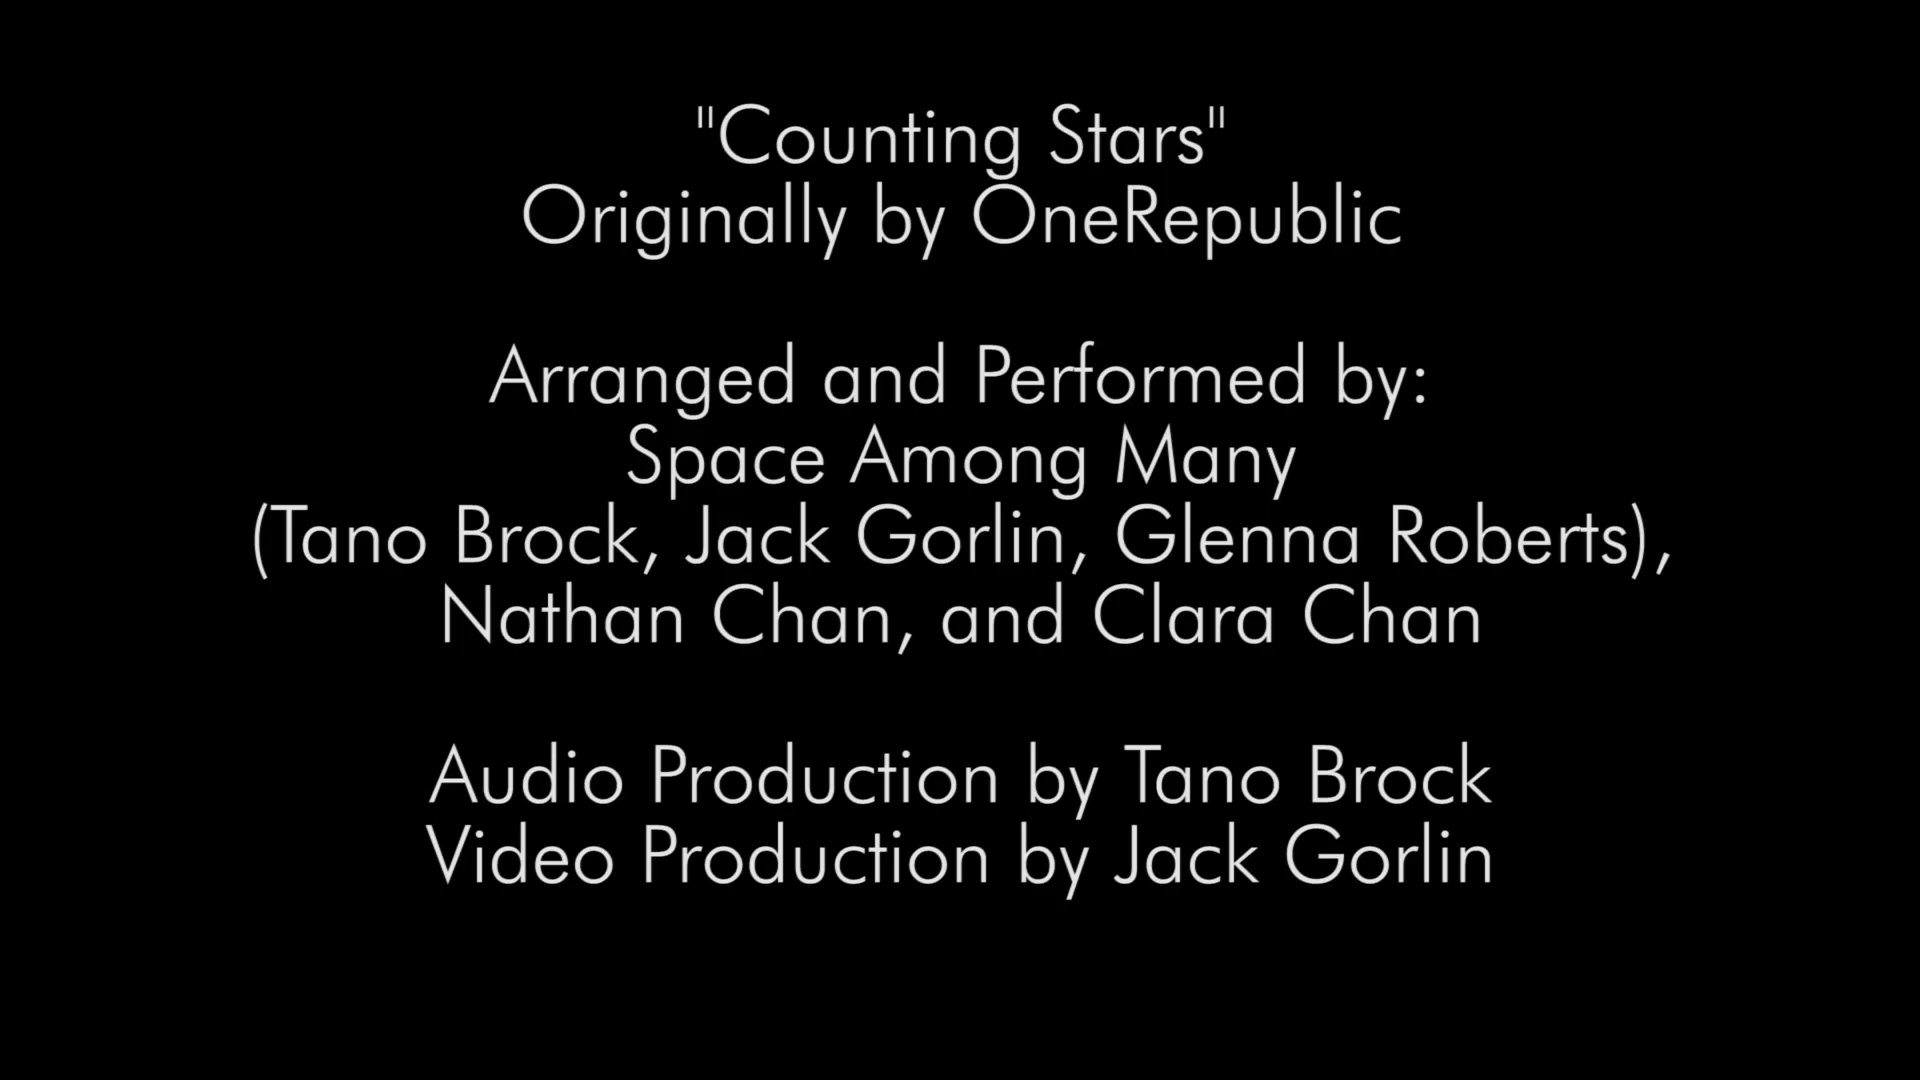 "Counting Stars"
Originally by OneRepublic
Arranged and Performed by:
Space Among Many
(Tano Brock, Jack Gorlin, Glenna Roberts),
Nathan Chan, and Clara Chan
Audio Production by Tano Brock
Video Production by Jack Gorlin